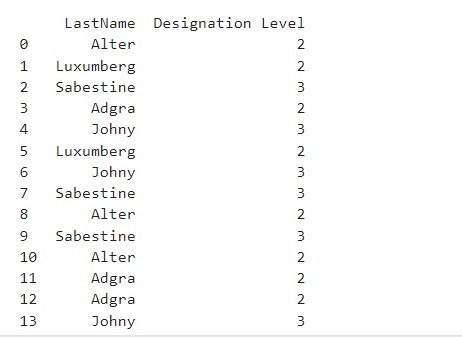 LastName Designation Level
0 Alter 2
1 Luxumberg 2
2 Sabestine 3
3 Adgra 2
4 Johny 3
5 Luxumberg 2
6 Johny 3
7 Sabestine 3
8 Alter 2
9 Sabestine 3
10 Alter 2
11 Adgra 2
12 Adgra 2
13 Johny 3